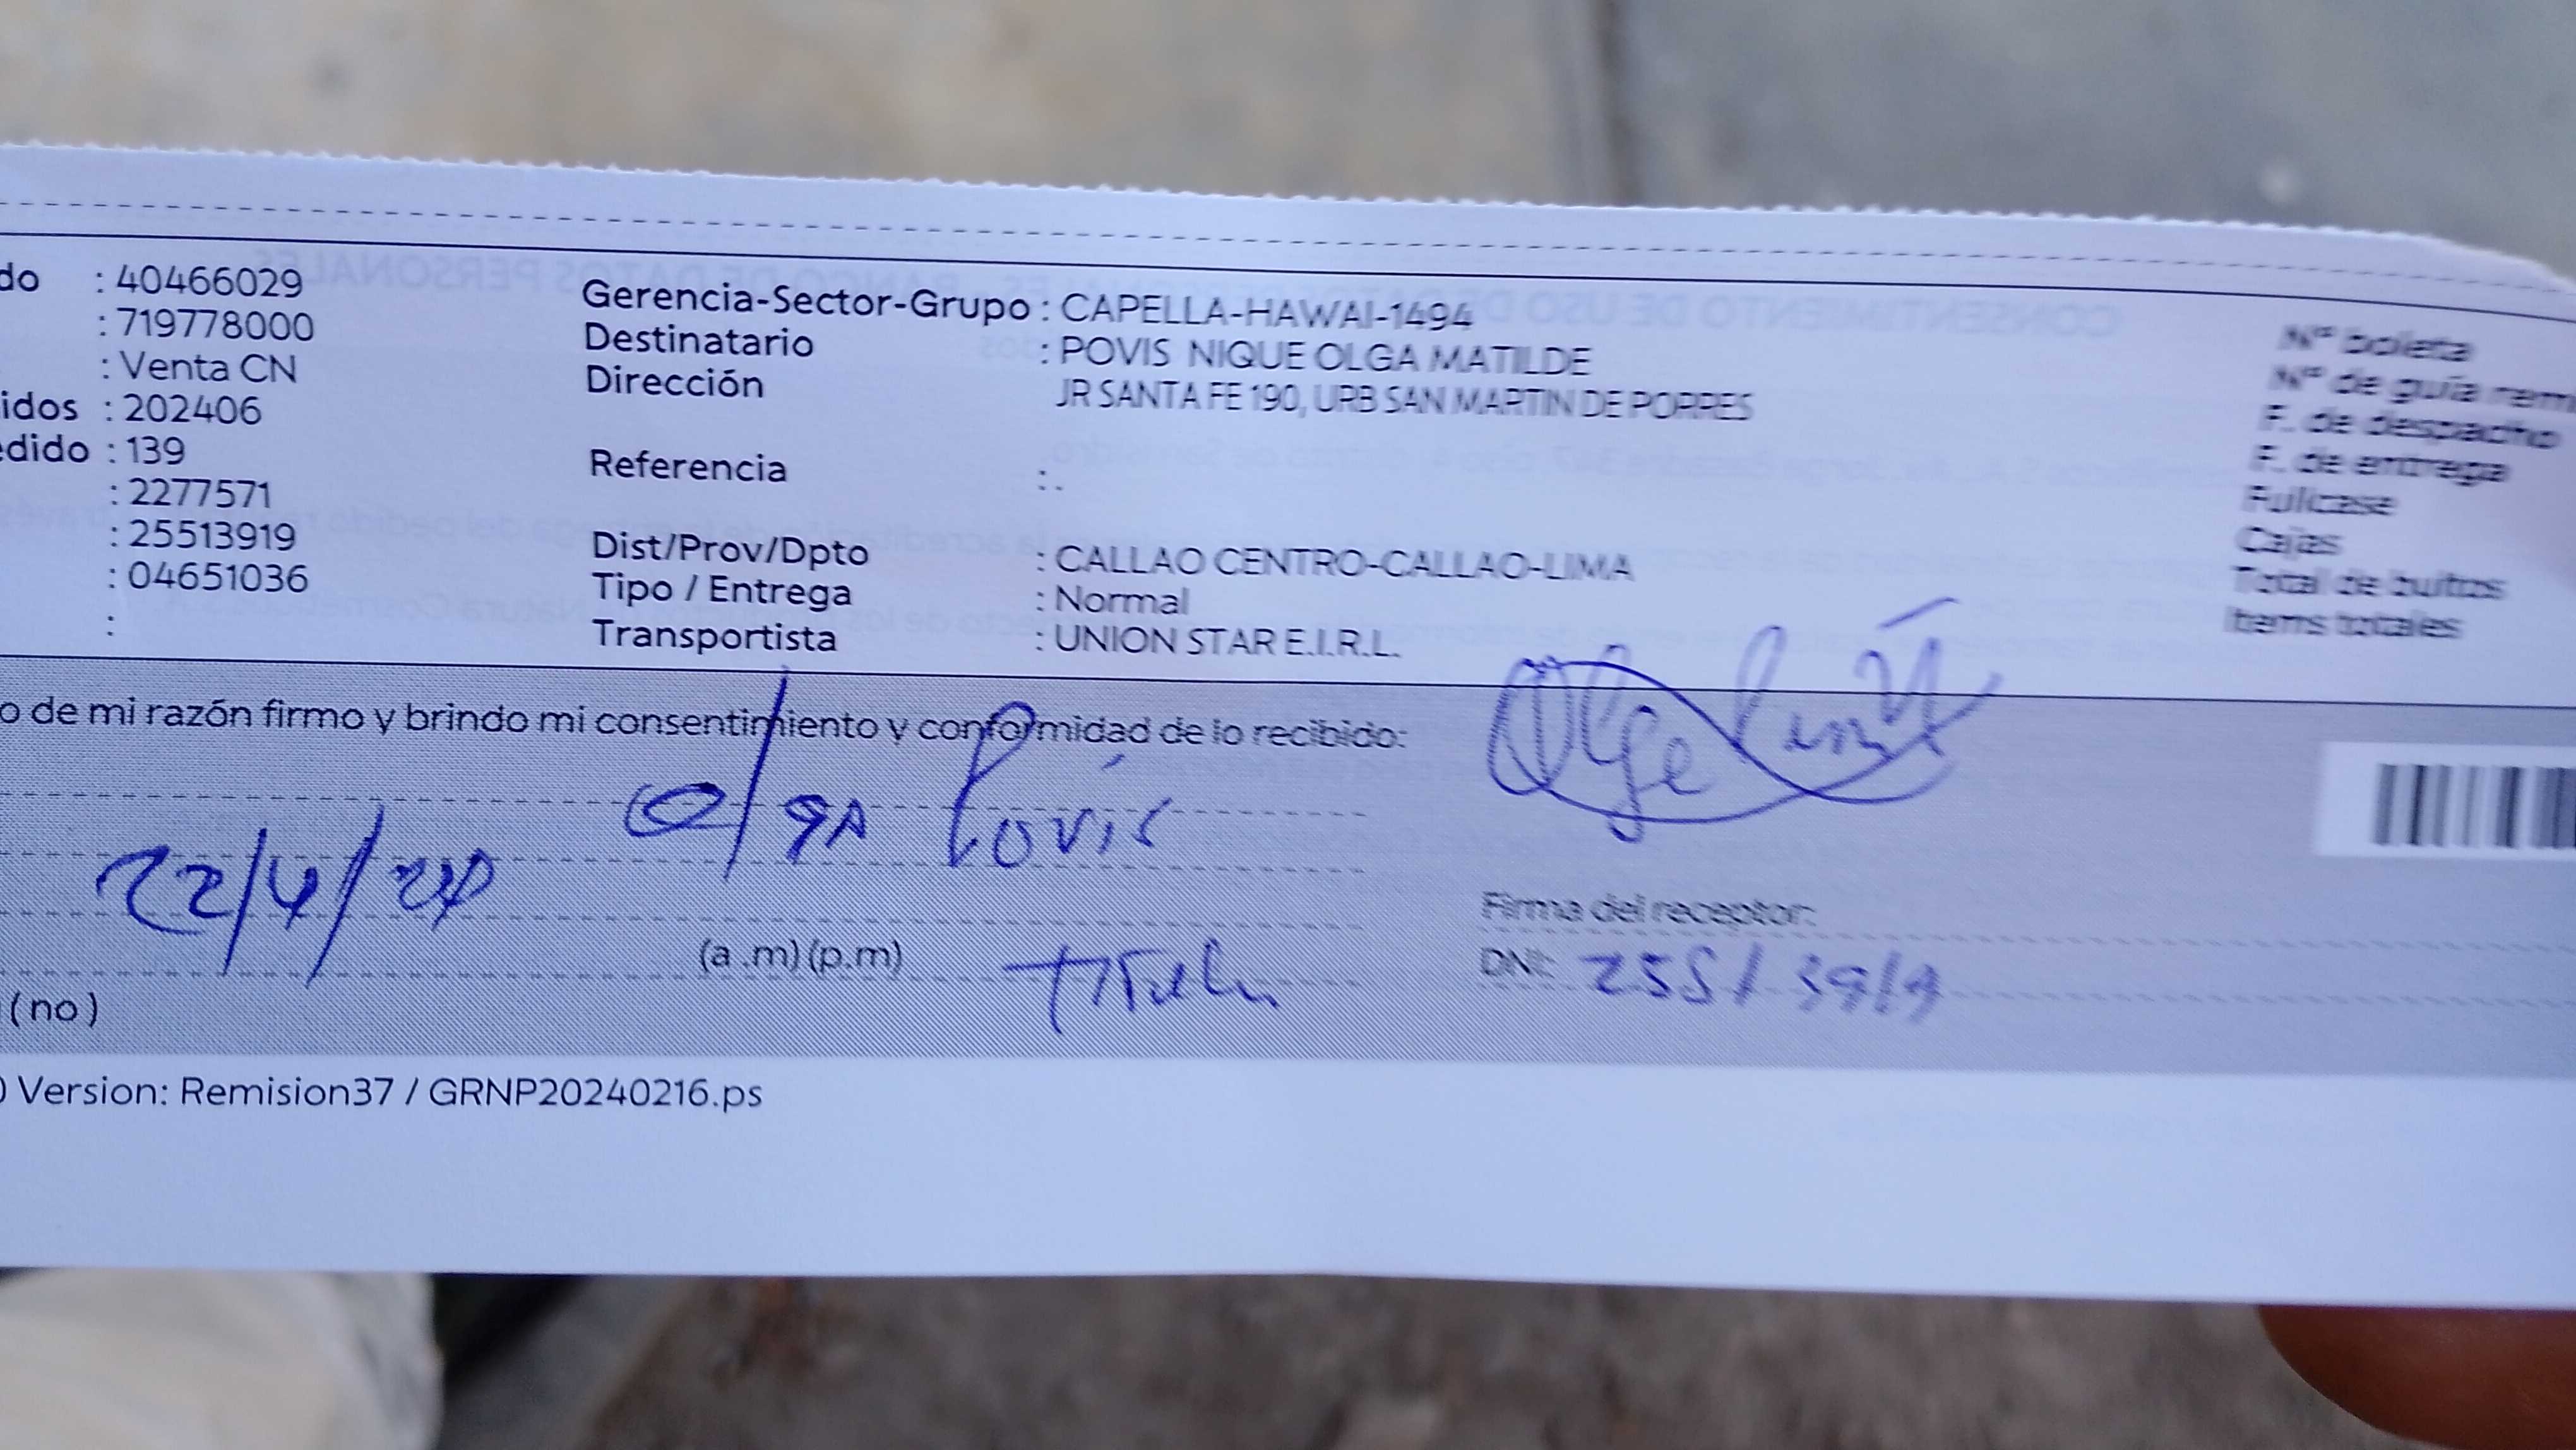 do : 40466029
: 719778000
: Venta CN
idos : 202406
edido : 139
: 2277571
: 25513919
: 04651036
:
Gerencia-Sector-Grupo : CAPELLA-HAWAI-1494
Destinatario : POVIS NIQUE OLGA MATILDE
Dirección JR SANTA FE 190, URB SAN MARTIN DE PORRES
Referencia : .
Dist/Prov/Dpto : CALLAO CENTRO-CALLAO-LIMA
Tipo / Entrega : Normal
Transportista : UNION STAR E.I.R.L.
Nº boleta
Nº de guía remi
F. de despacho
F. de entrega
Fullcase
Cajas
Total de bultos
Items totales
o de mi razón firmo y brindo mi consentimiento y conformidad de lo recibido:
Olga Povis
22/4/
(a .m) (p.m)
Firma del receptor:
DNI: 25513919
(no)
) Version: Remision37 / GRNP20240216.ps